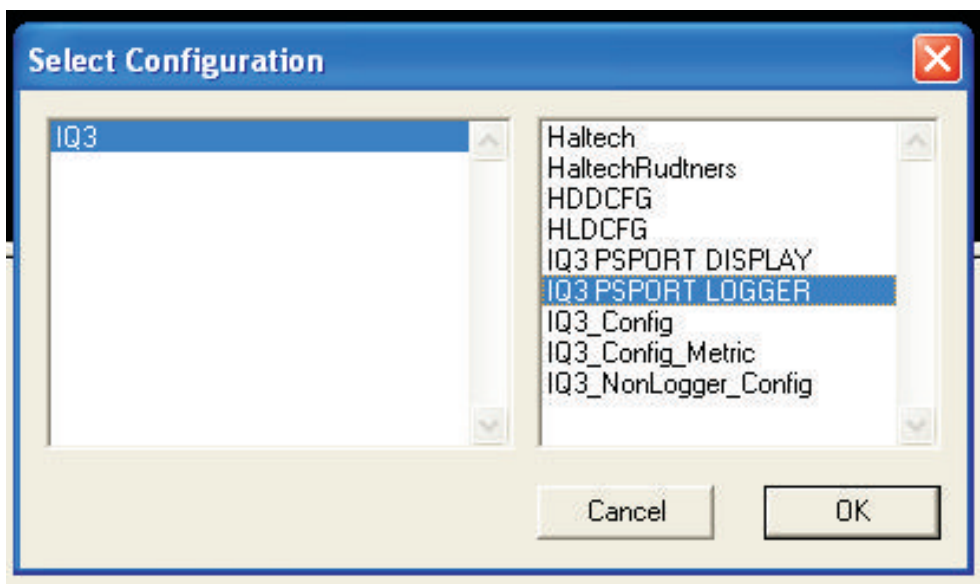 Select Configuration
IQ3
Haltech
HaltechRudtners
HDDCFG
HLDCFG
IQ3 PSPORT DISPLAY
IQ3 PSPORT LOGGER
IQ3_Config
IQ3_Config_Metric
IQ3_NonLogger_Config
Cancel
OK